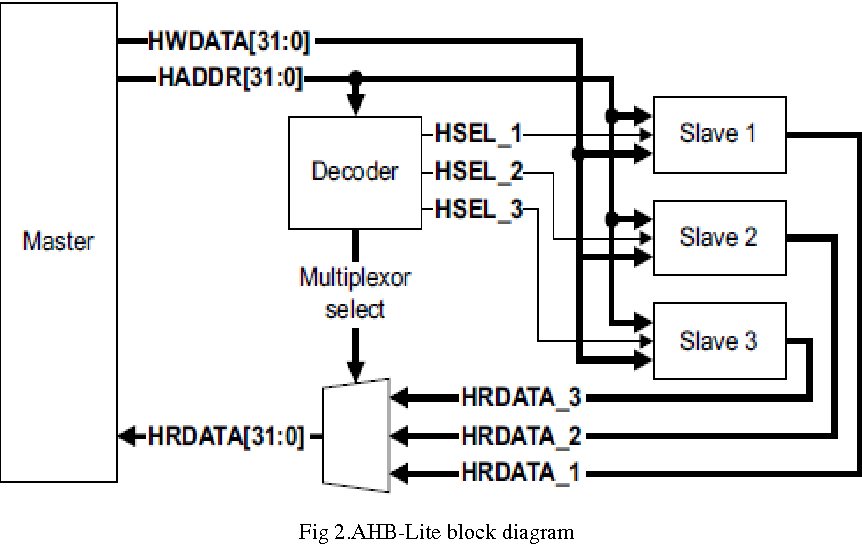 HWDATA[31:0]
HADDR[31:0]
HSEL_1
Slave 1
Decoder
HSEL_2
HSEL_3
Slave 2
Master
Multiplexor
select
Slave 3
HRDATA_3
HRDATA[31:0]
HRDATA_2
HRDATA_1
Fig 2.AHB-Lite block diagram